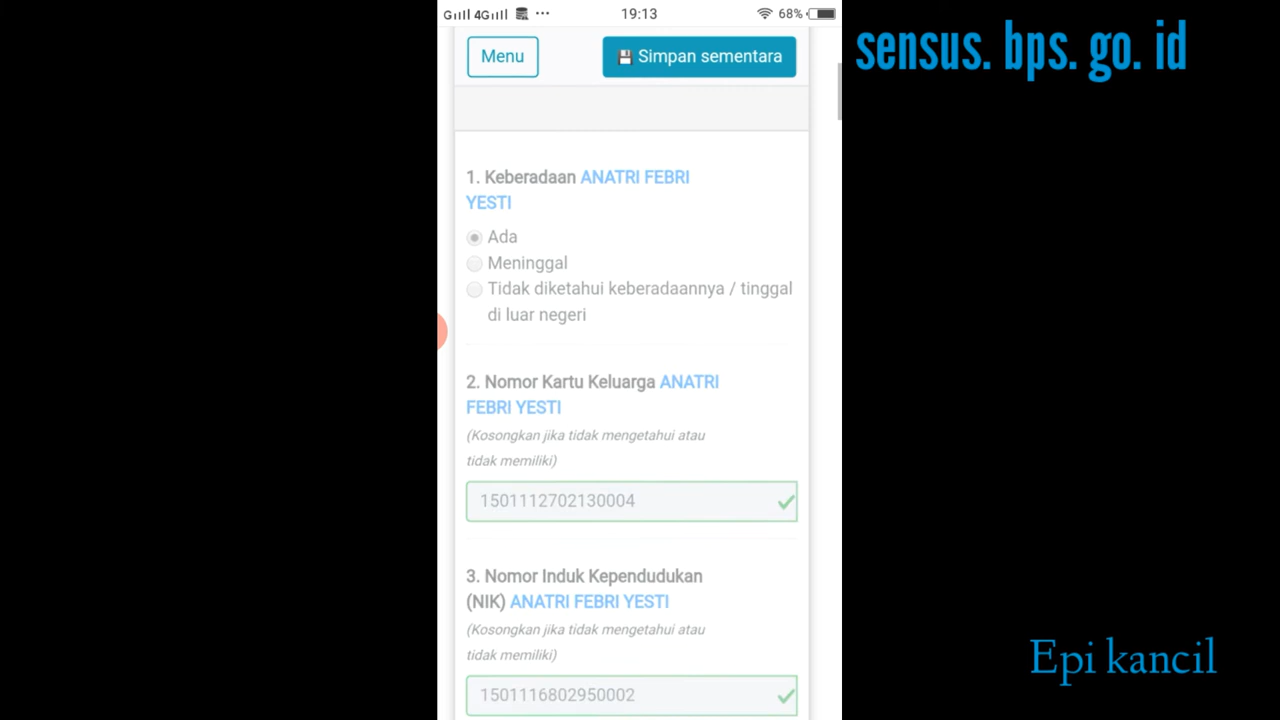 Gııll 4Gııll ··· 19:13 68%
sensus. bps. go. id
Menu
Simpan sementara
1. Keberadaan ANATRI FEBRI
YESTI
Ada
Meninggal
Tidak diketahui keberadaannya / tinggal
di luar negeri
2. Nomor Kartu Keluarga ANATRI
FEBRI YESTI
(Kosongkan jika tidak mengetahui atau
tidak memiliki)
1501112702130004
3. Nomor Induk Kependudukan
(NIK) ANATRI FEBRI YESTI
(Kosongkan jika tidak mengetahui atau
tidak memiliki)
1501116802950002
Epi kancil